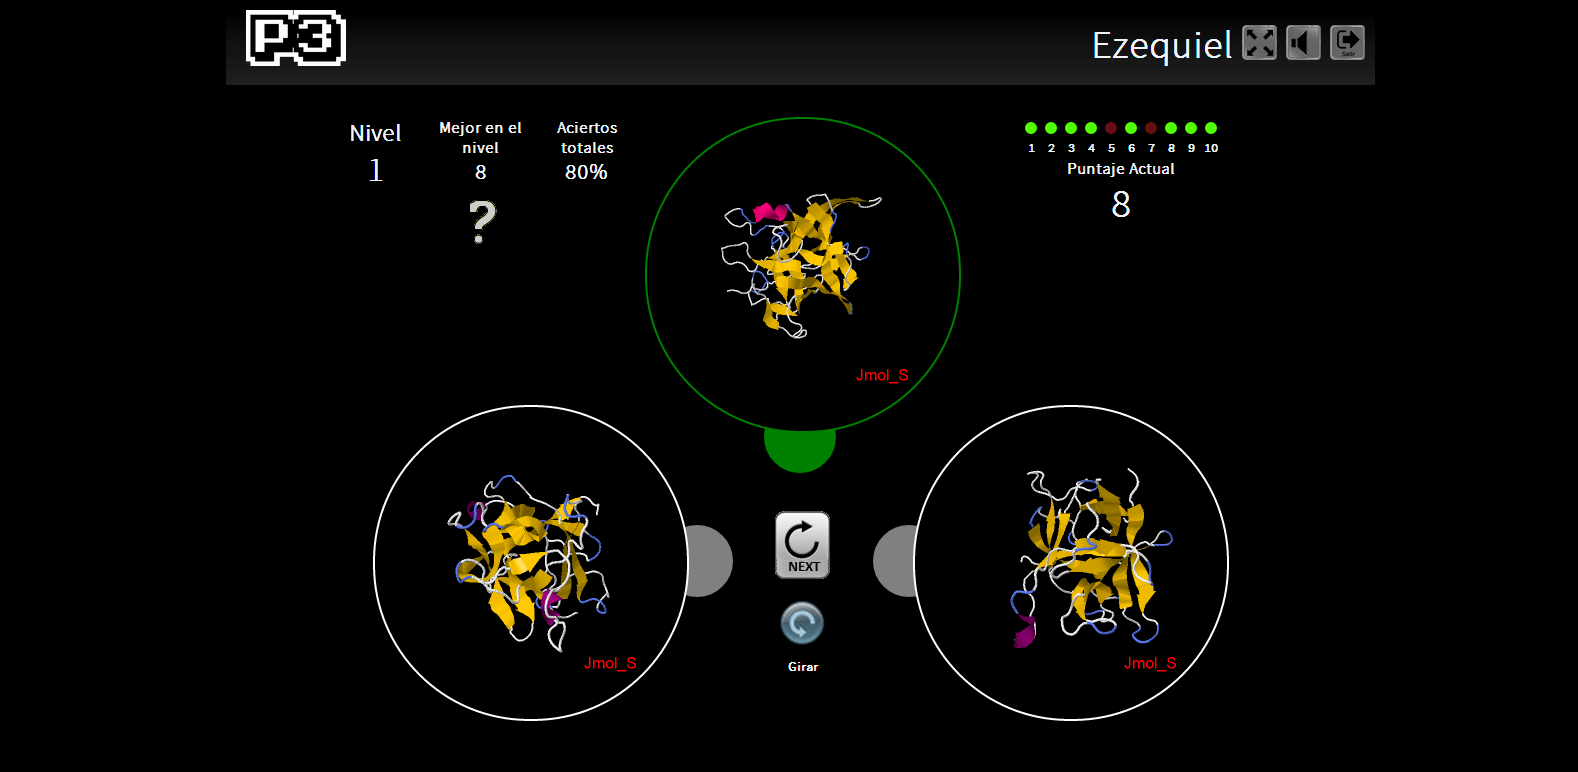 P3
Ezequiel
Salir
Nivel
1
Mejor en el
nivel
8
Aciertos
totales
80%
?
1 2 3 4 5 6 7 8 9 10
Puntaje Actual
8
Jmol_S
Jmol_S
Jmol_S
NEXT
Girar